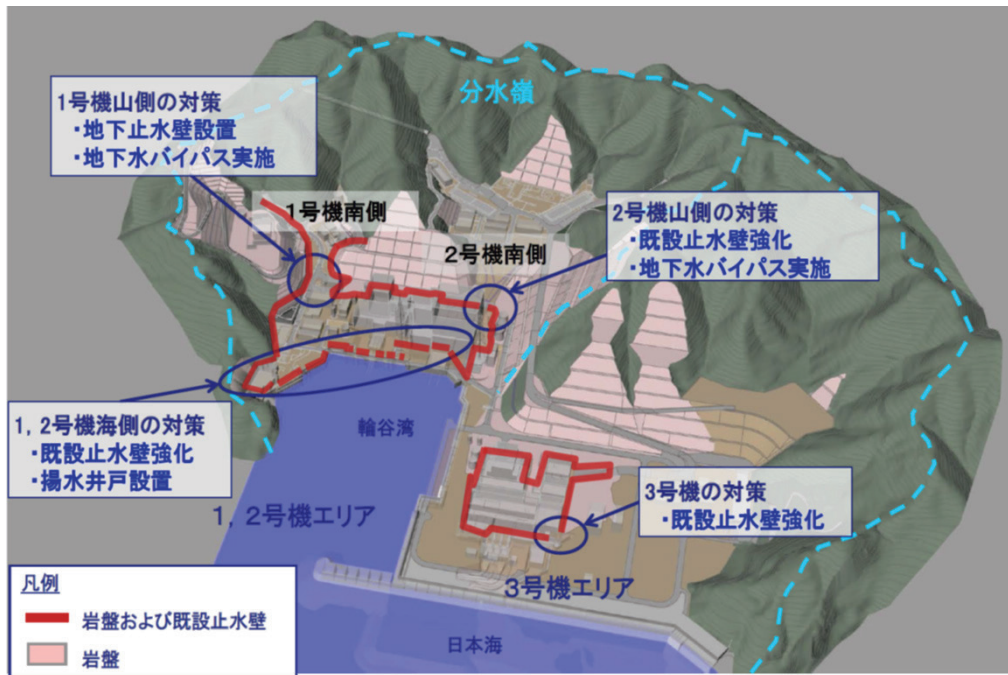 分水嶺
1号機山側の対策
・地下止水壁設置
・地下水バイパス実施
1号機南側
2号機南側
2号機山側の対策
・既設止水壁強化
・地下水バイパス実施
1, 2号機海側の対策
・既設止水壁強化
・揚水井戸設置
輪谷湾
1, 2号機エリア
3号機の対策
・既設止水壁強化
3号機エリア
日本海
凡例
岩盤および既設止水壁
岩盤